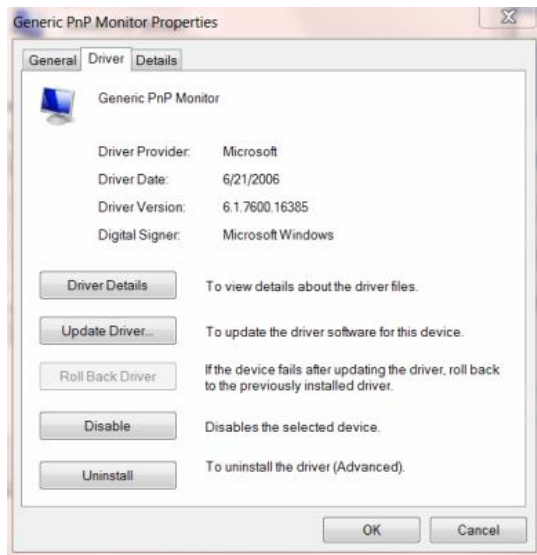 Generic PnP Monitor Properties
General Driver Details
Generic PnP Monitor
Driver Provider: Microsoft
Driver Date: 6/21/2006
Driver Version: 6.1.7600.16385
Digital Signer: Microsoft Windows
Driver Details To view details about the driver files.
Update Driver... To update the driver software for this device.
Roll Back Driver If the device fails after updating the driver, roll back
to the previously installed driver.
Disable Disables the selected device.
Uninstall To uninstall the driver (Advanced).
OK Cancel